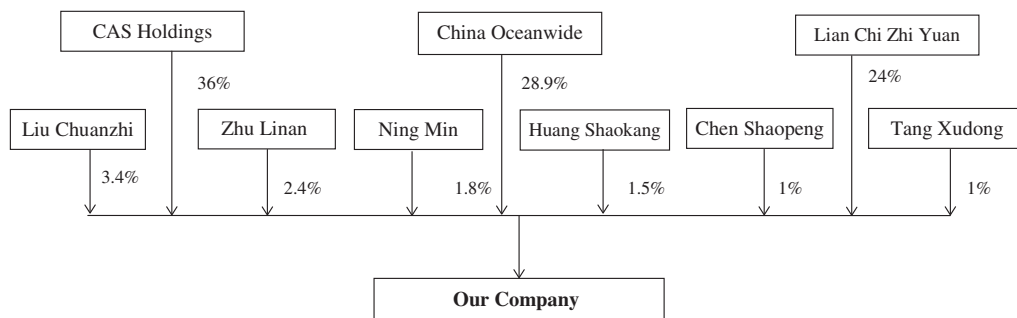 CAS Holdings
China Oceanwide
Lian Chi Zhi Yuan
36%
28.9%
24%
Liu Chuanzhi
Zhu Linan
Ning Min
Huang Shaokang
Chen Shaopeng
Tang Xudong
3.4%
2.4%
1.8%
1.5%
1%
1%
Our Company